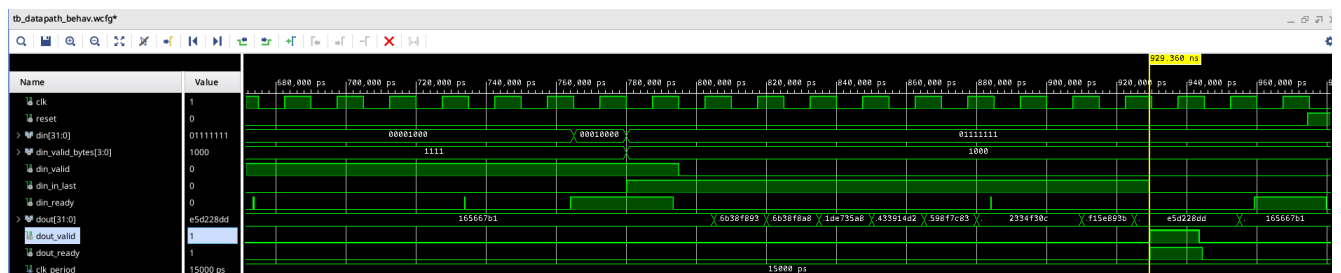 tb_datapath_behav.wcfg*
929.360 ns
Name Value
680,000 ps 700,000 ps 720,000 ps 740,000 ps 760,000 ps 780,000 ps 800,000 ps 820,000 ps 840,000 ps 860,000 ps 880,000 ps 900,000 ps 920,000 ps 940,000 ps 960,000 ps
clk 1
reset 0
din[31:0] 01111111 00001000 00010000 01111111
din_valid_bytes[3:0] 1000 1111 1000
din_valid 0
din_in_last 0
din_ready 0
dout[31:0] e5d228dd 165667b1 6b38f893 6b38f8a8 1de735a8 433914d2 598f7c83 2334f30c f15e893b e5d228dd 165667b1
dout_valid 1
dout_ready 1
clk_period 15000 ps 15000 ps